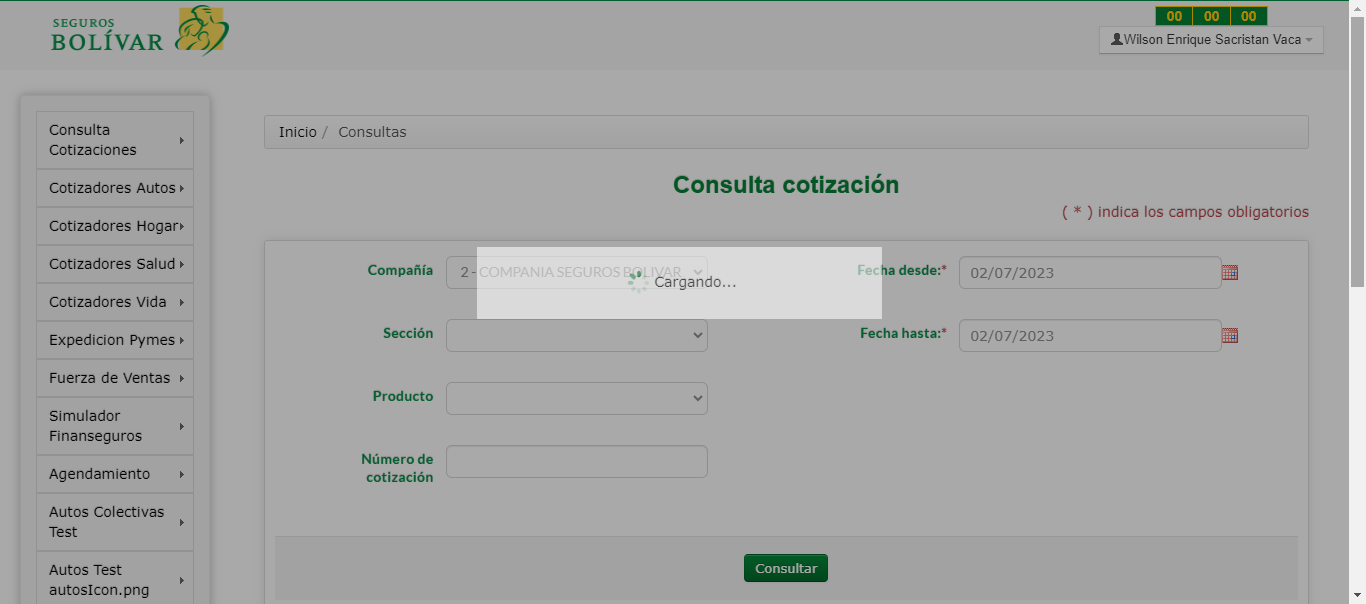 SEGUROS
BOLÍVAR
00 00 00
Wilson Enrique Sacristan Vaca
Consulta
Cotizaciones
Cotizadores Autos
Cotizadores Hogar
Cotizadores Salud
Cotizadores Vida
Expedicion Pymes
Fuerza de Ventas
Simulador
Finanseguros
Agendamiento
Autos Colectivas
Test
Autos Test
autosIcon.png
Inicio / Consultas
Consulta cotización
( * ) indica los campos obligatorios
Compañía
2 - COMPANIA SEGUROS BOLIVAR
Fecha desde:*
02/07/2023
Cargando...
Sección
Fecha hasta:*
02/07/2023
Producto
Número de
cotización
Consultar